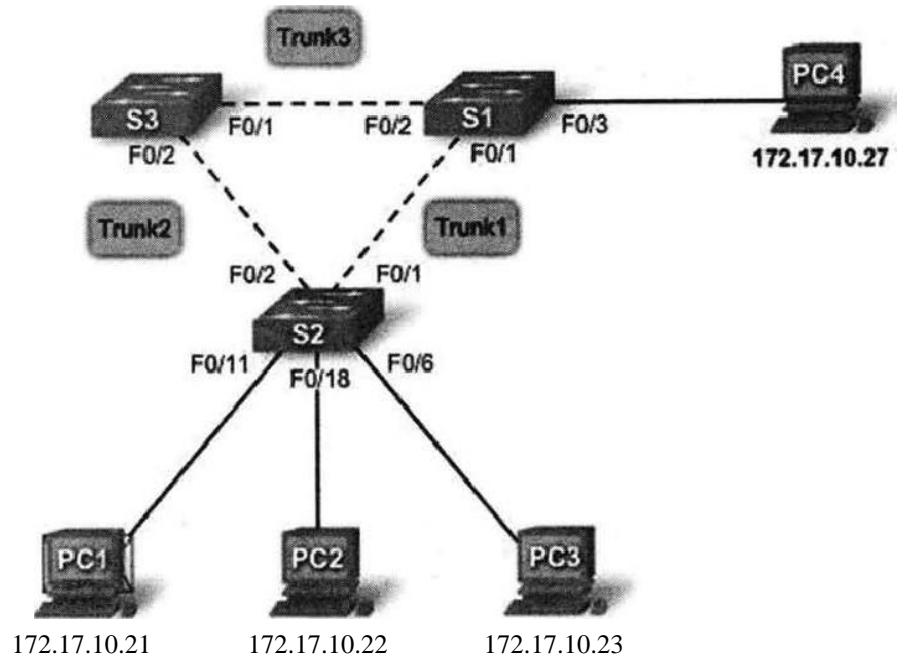 Trunk3
S3
F0/1
F0/2
S1
F0/3
PC4
F0/2
F0/1
172.17.10.27
Trunk2
Trunk1
F0/2
F0/1
S2
F0/11
F0/18
F0/6
PC1
PC2
PC3
172.17.10.21
172.17.10.22
172.17.10.23